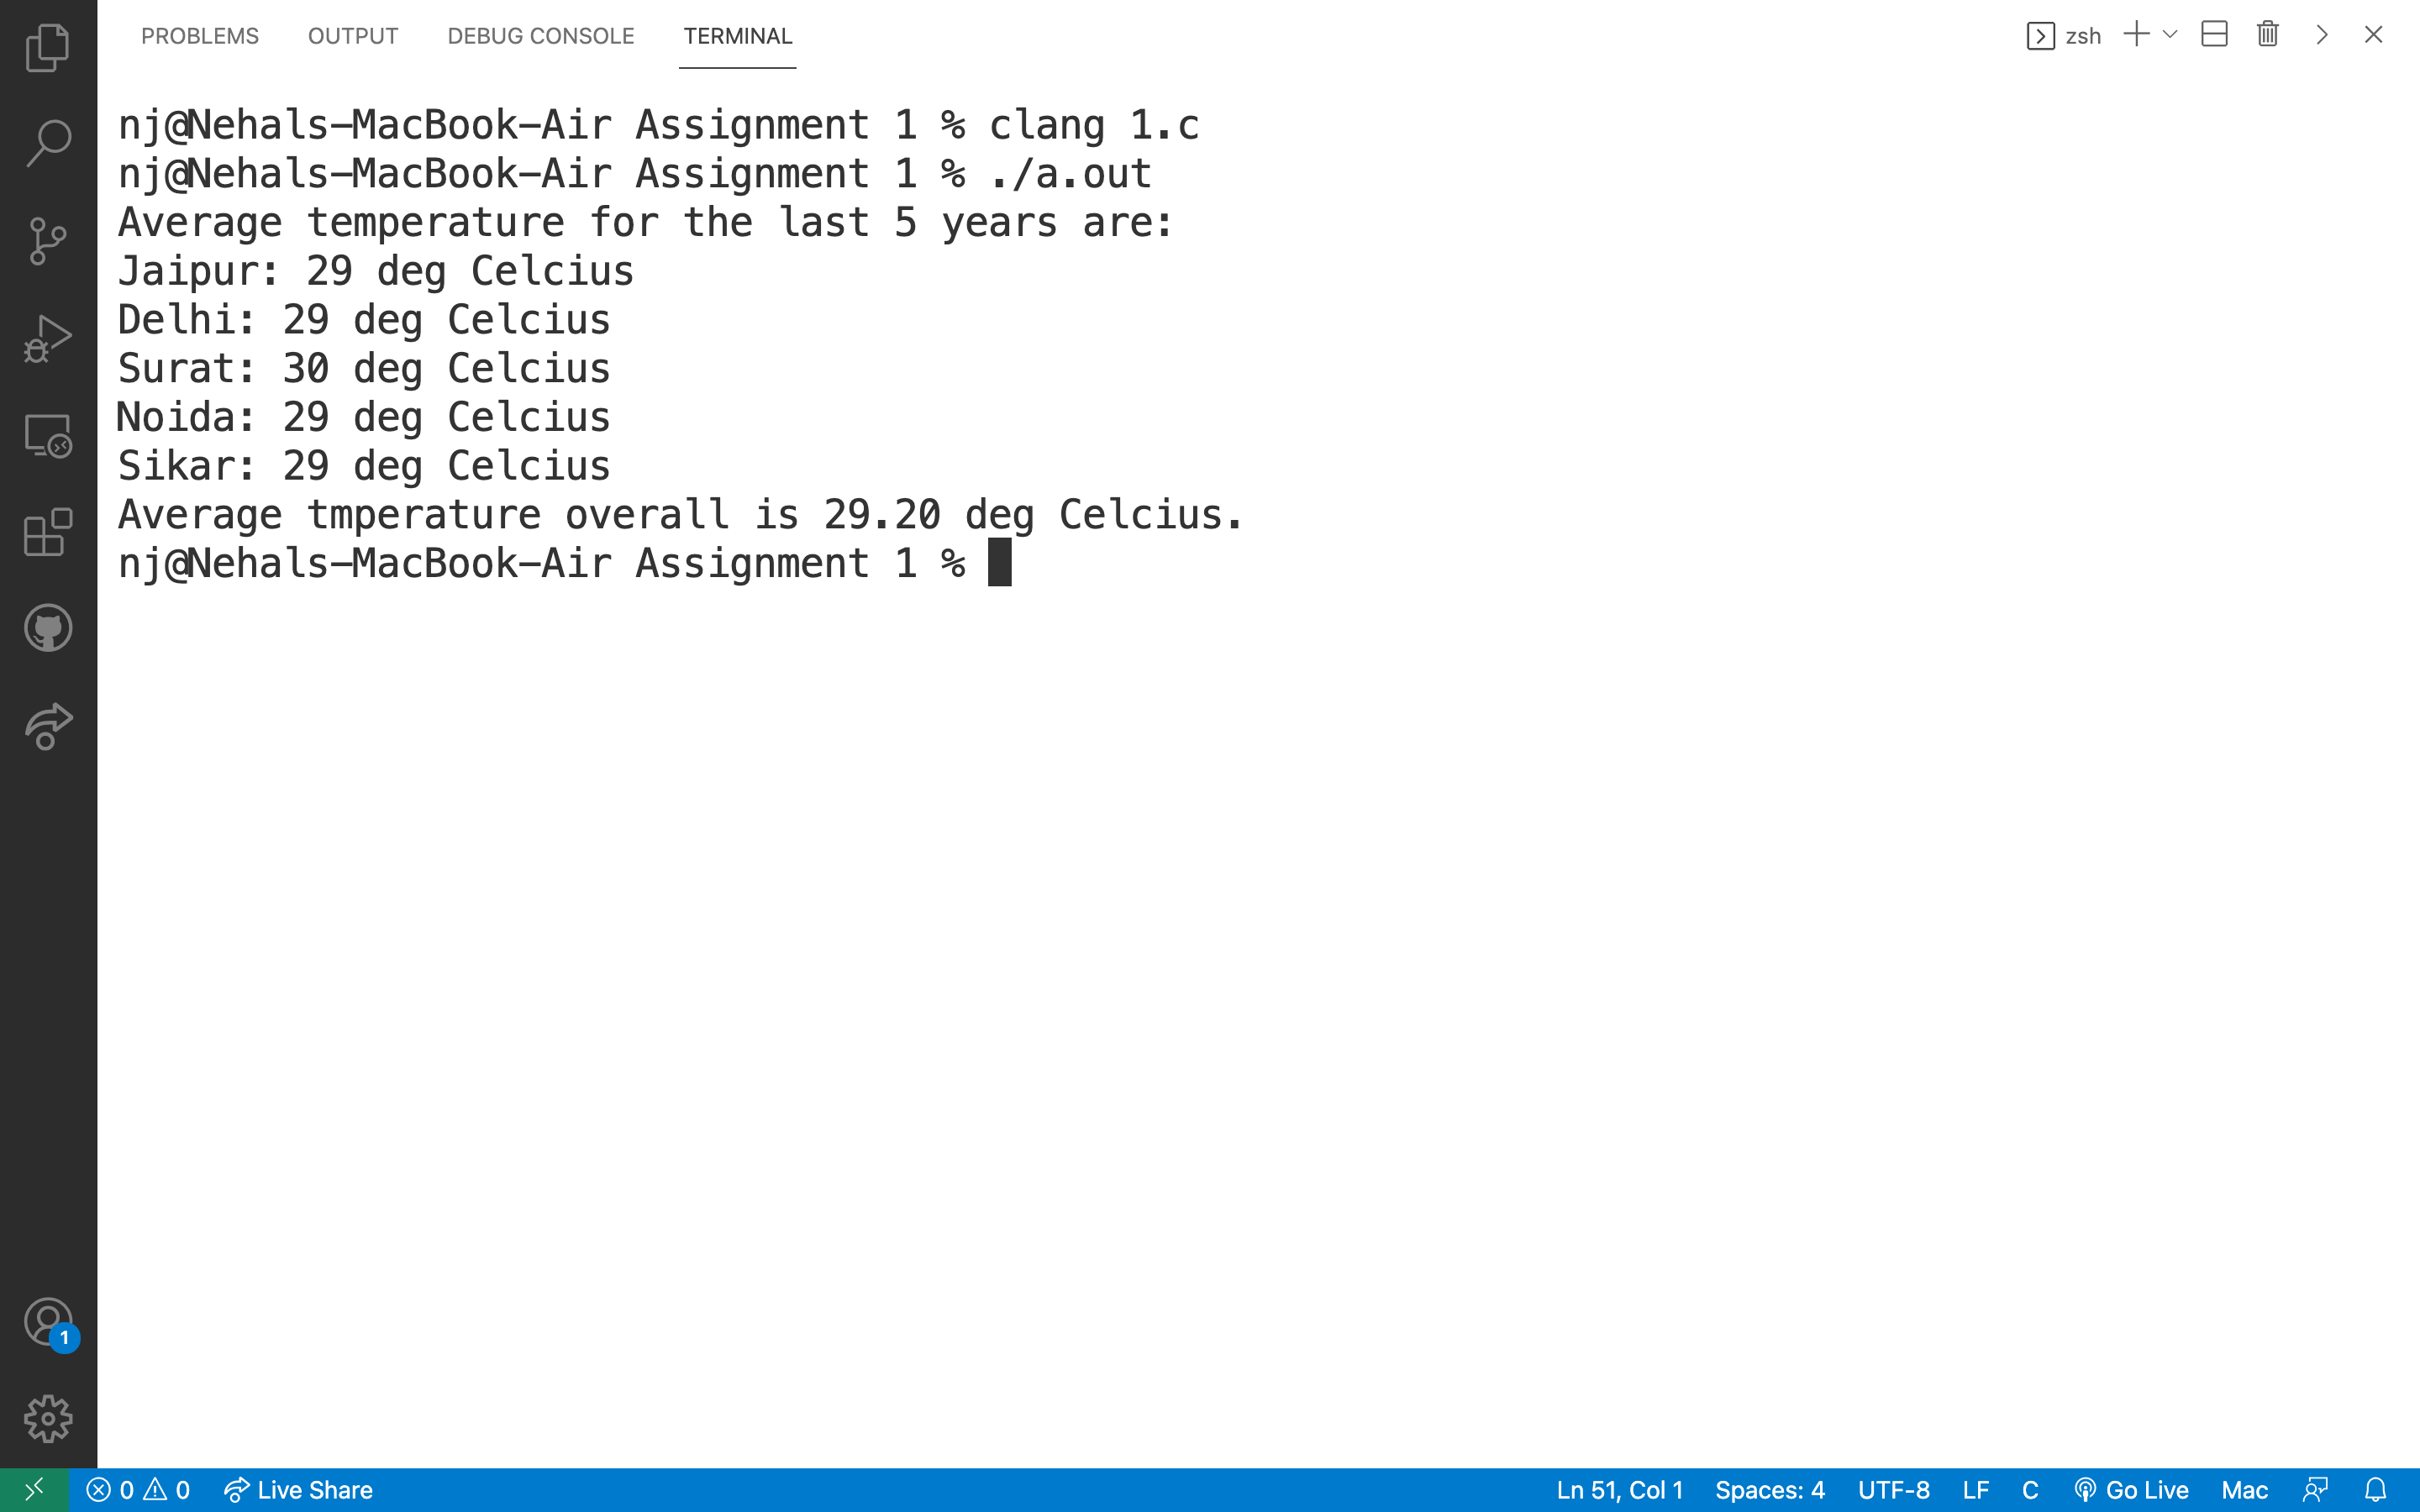 PROBLEMS OUTPUT DEBUG CONSOLE TERMINAL zsh
nj@Nehals-MacBook-Air Assignment 1 % clang 1.c
nj@Nehals-MacBook-Air Assignment 1 % ./a.out
Average temperature for the last 5 years are:
Jaipur: 29 deg Celcius
Delhi: 29 deg Celcius
Surat: 30 deg Celcius
Noida: 29 deg Celcius
Sikar: 29 deg Celcius
Average tmperature overall is 29.20 deg Celcius.
nj@Nehals-MacBook-Air Assignment 1 %
1
0 0 Live Share Ln 51, Col 1 Spaces: 4 UTF-8 LF C Go Live Mac